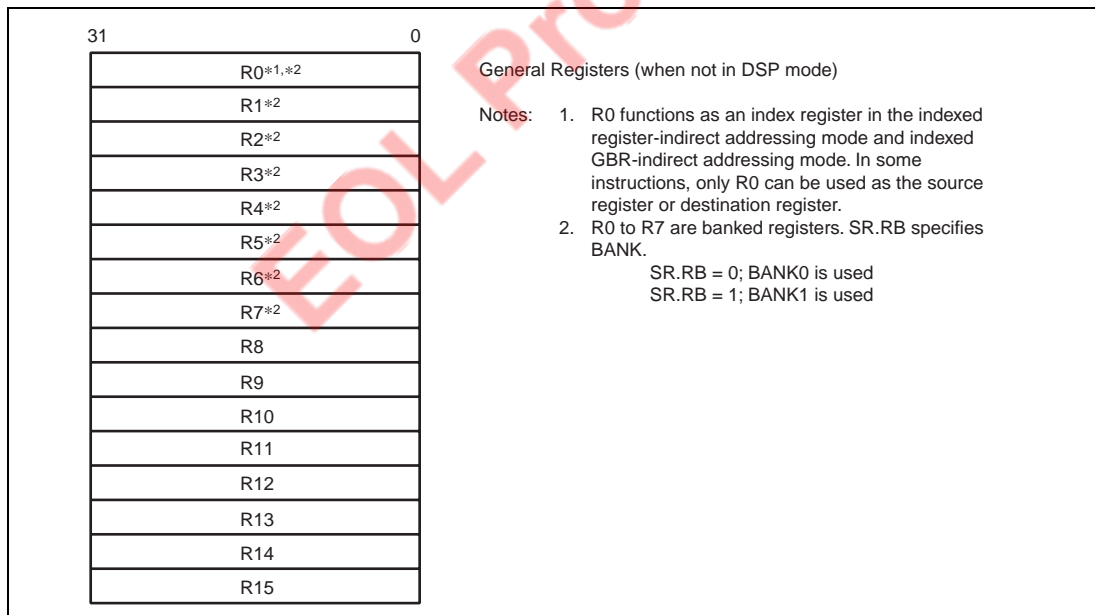 31 0
R0*1,*2
R1*2
R2*2
R3*2
R4*2
R5*2
R6*2
R7*2
R8
R9
R10
R11
R12
R13
R14
R15
General Registers (when not in DSP mode)
Notes: 1. R0 functions as an index register in the indexed
register-indirect addressing mode and indexed
GBR-indirect addressing mode. In some
instructions, only R0 can be used as the source
register or destination register.
2. R0 to R7 are banked registers. SR.RB specifies
BANK.
SR.RB = 0; BANK0 is used
SR.RB = 1; BANK1 is used
EOL